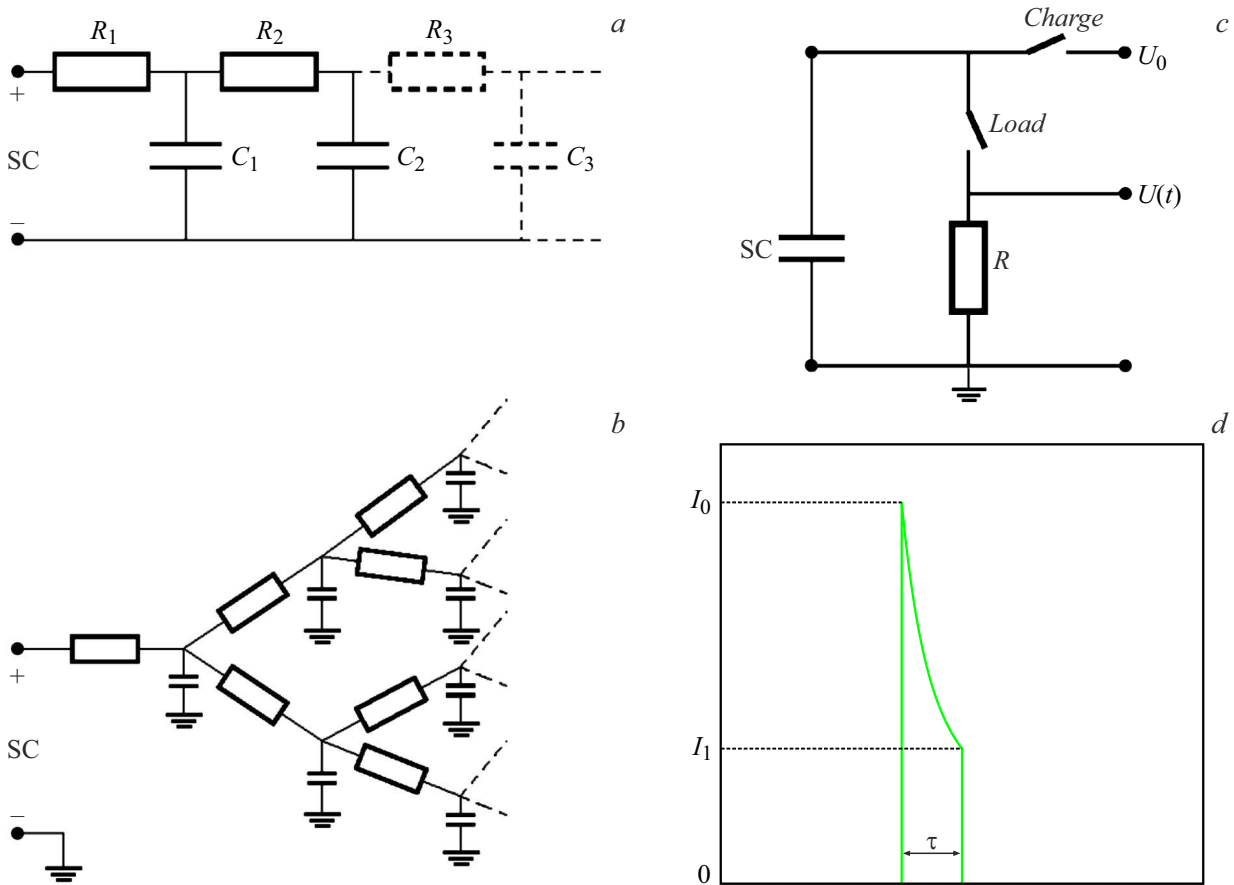 a
R1 R2 R3
+
SC
C1 C2 C3
−
c
Charge
U0
Load
U(t)
SC
R
b
+
SC
−
d
I0
I1
τ
0